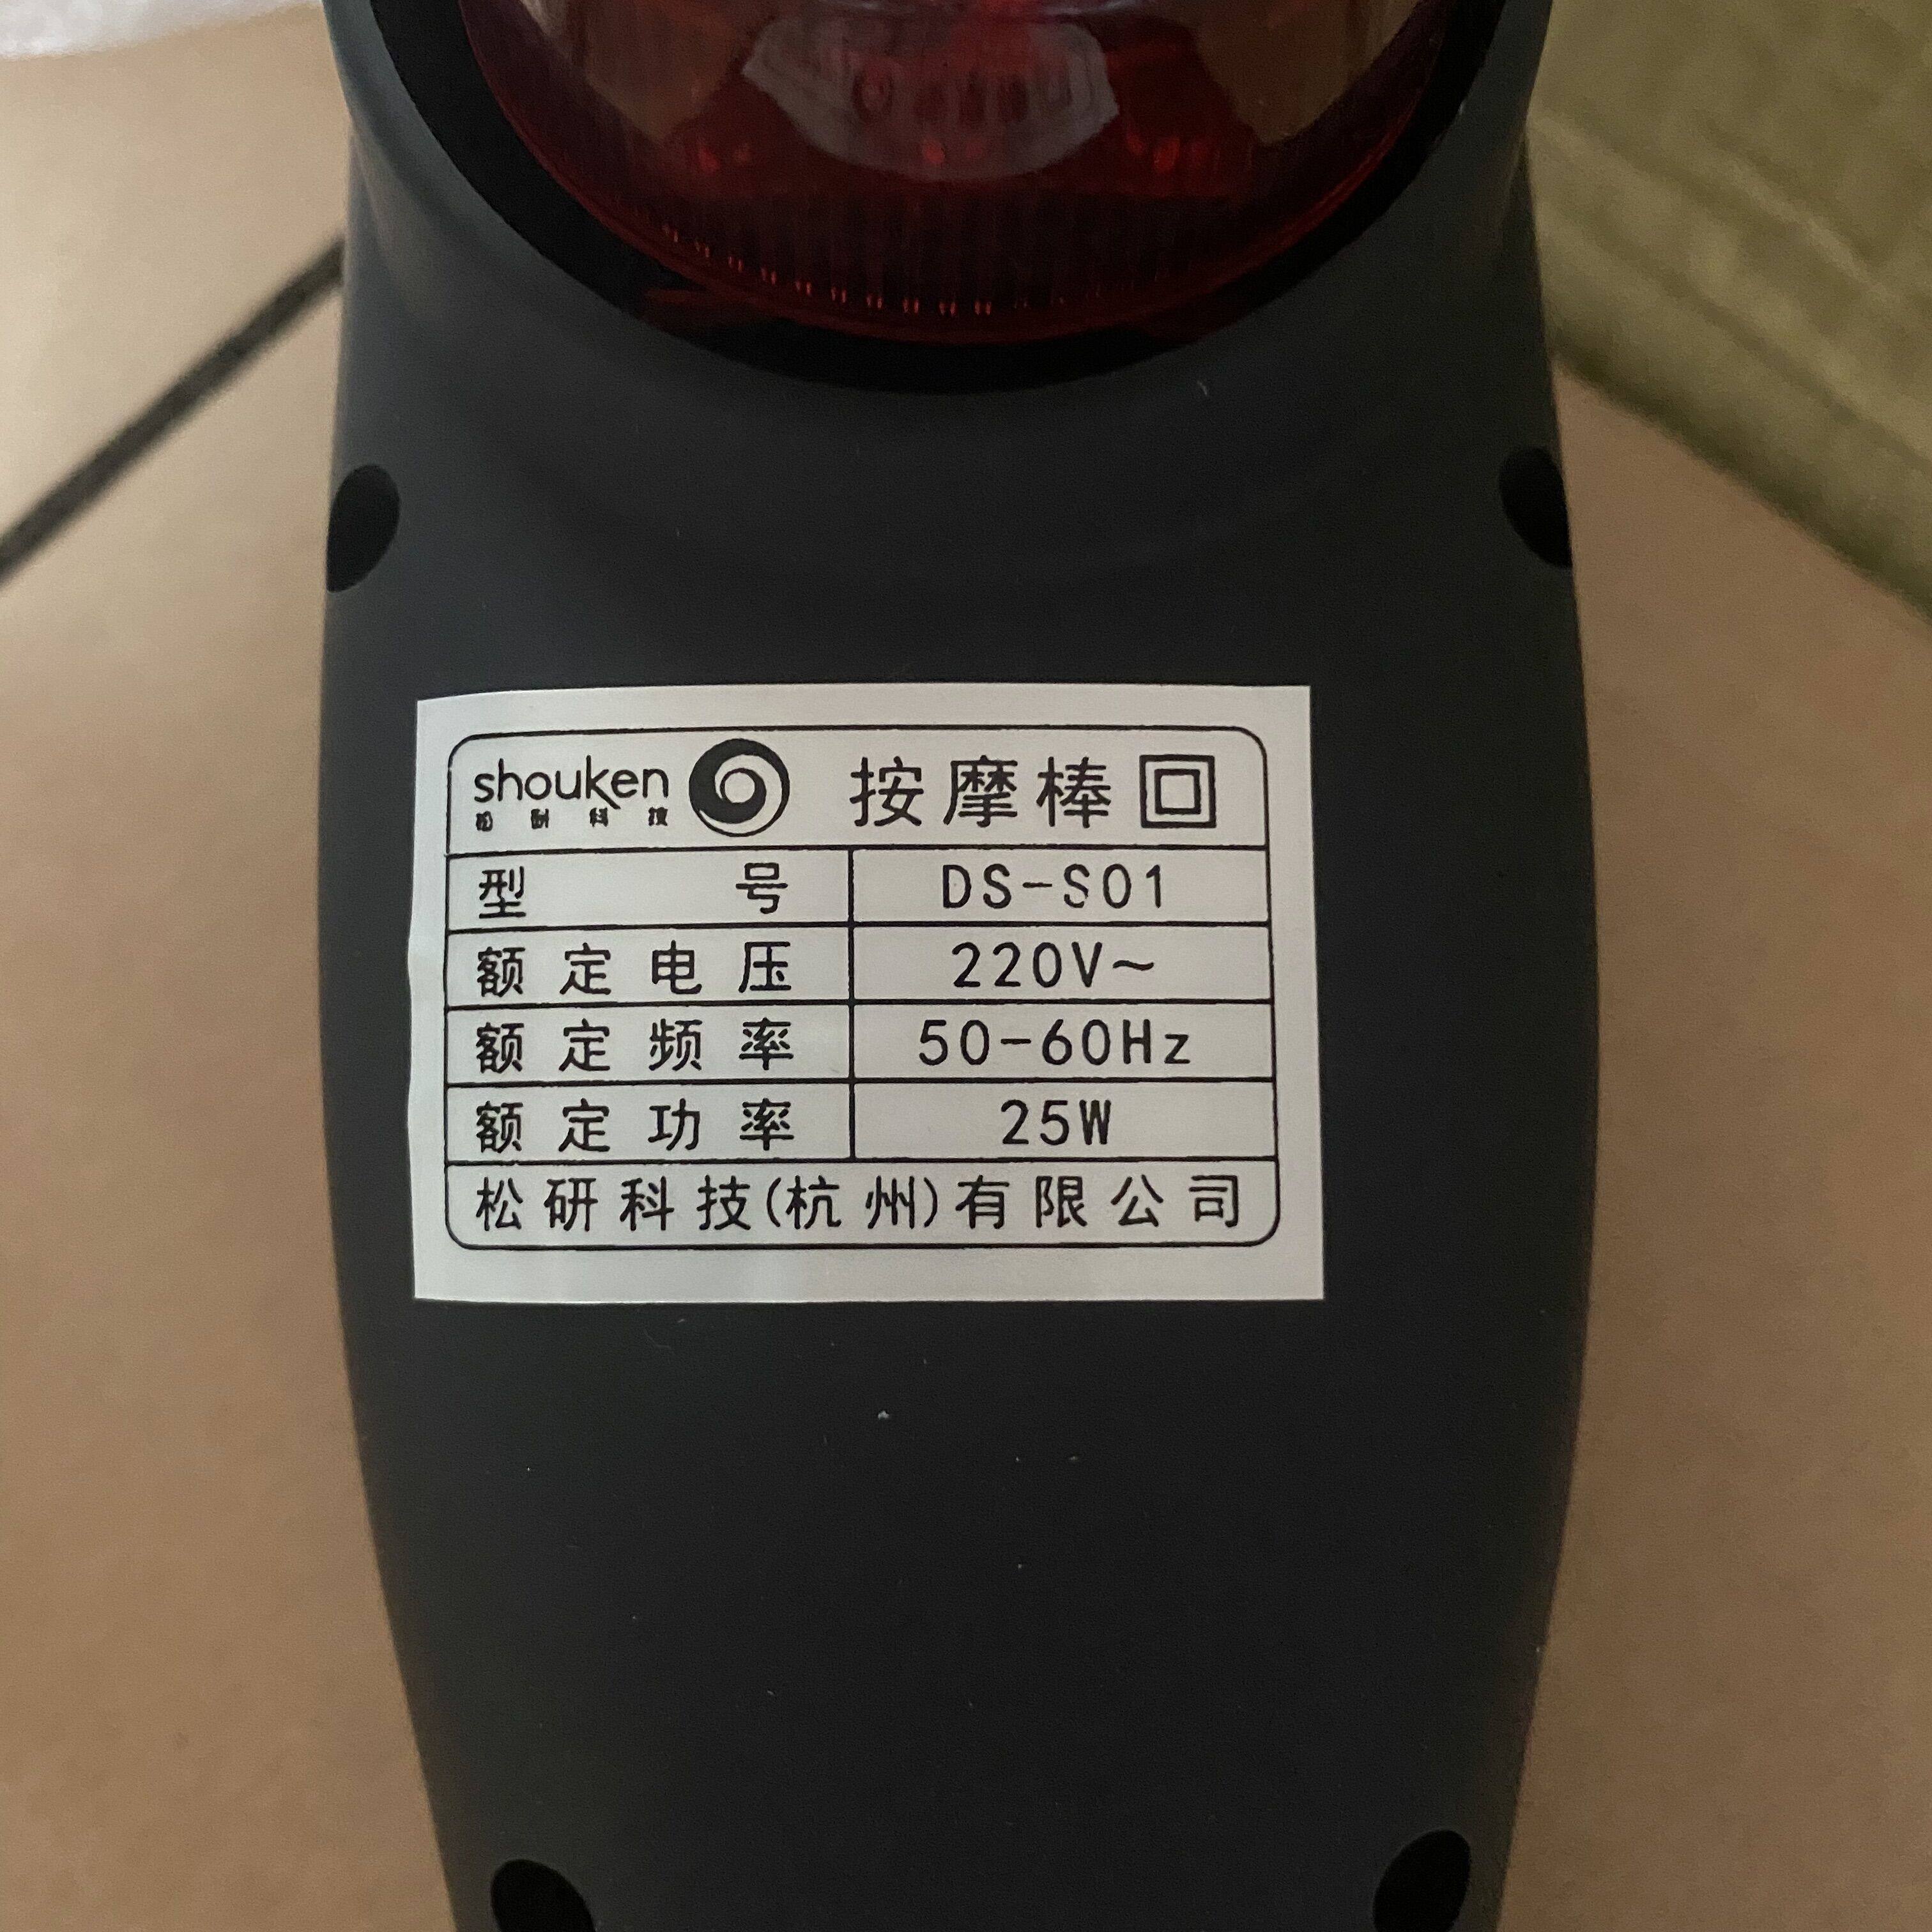 shouken 按摩棒
松研科技
型号 DS-S01
额定电压 220V~
额定频率 50-60Hz
额定功率 25W
松研科技(杭州)有限公司